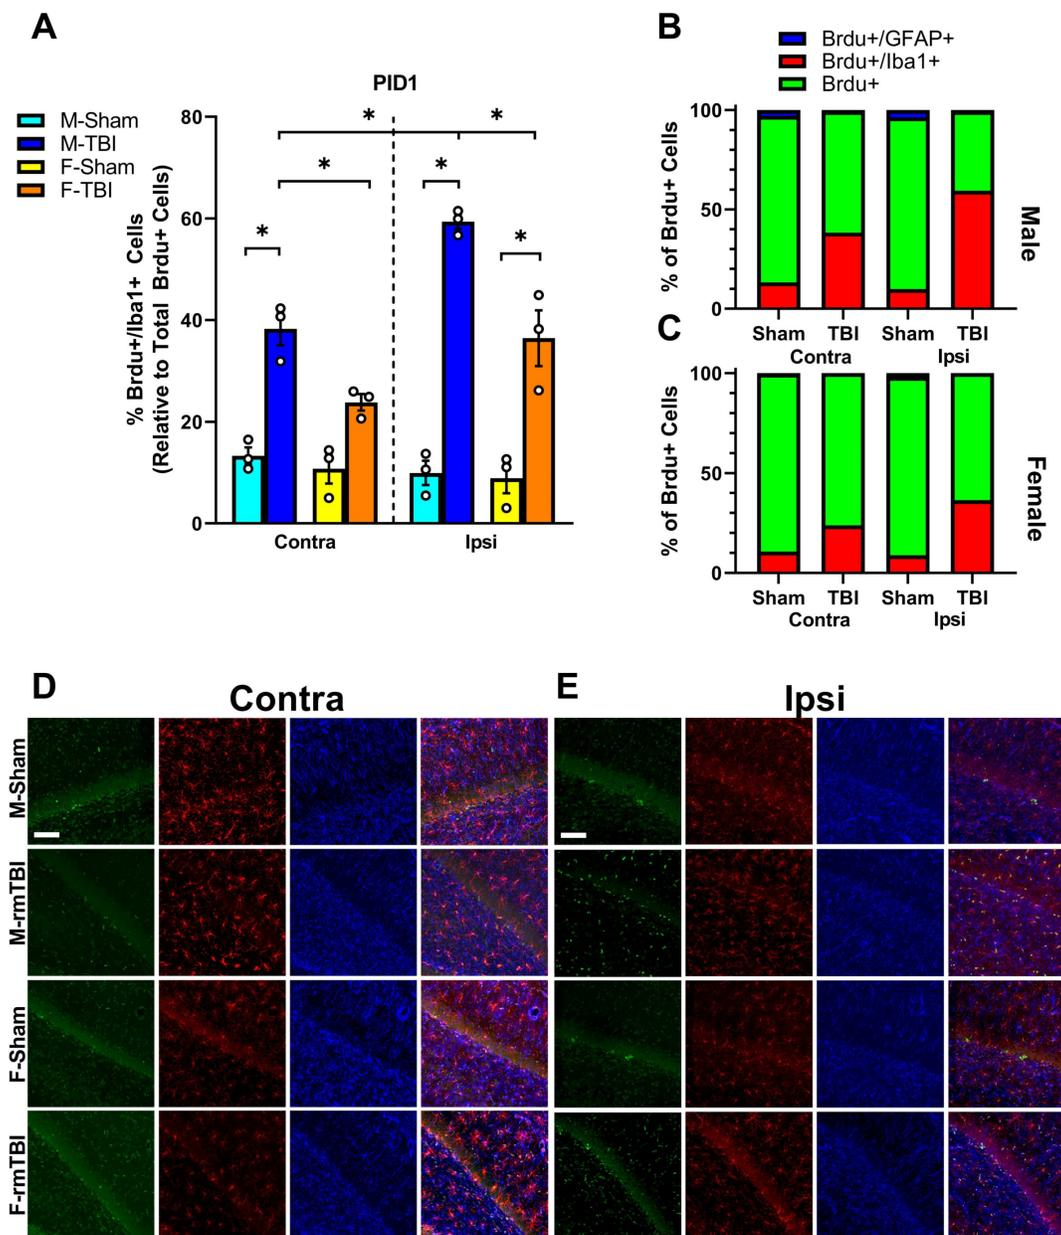 A
PID1
M-Sham
M-TBI
F-Sham
F-TBI
% Brdu+/Iba1+ Cells
(Relative to Total Brdu+ Cells)
80
60
40
20
0
*
*
*
*
*
*
Contra
Ipsi
B
Brdu+/GFAP+
Brdu+/Iba1+
Brdu+
% of Brdu+ Cells
100
50
0
Sham TBI Sham TBI
Contra Ipsi
Male
C
% of Brdu+ Cells
100
50
0
Sham TBI Sham TBI
Contra Ipsi
Female
D
Contra
E
Ipsi
M-Sham
M-rmTBI
F-Sham
F-rmTBI